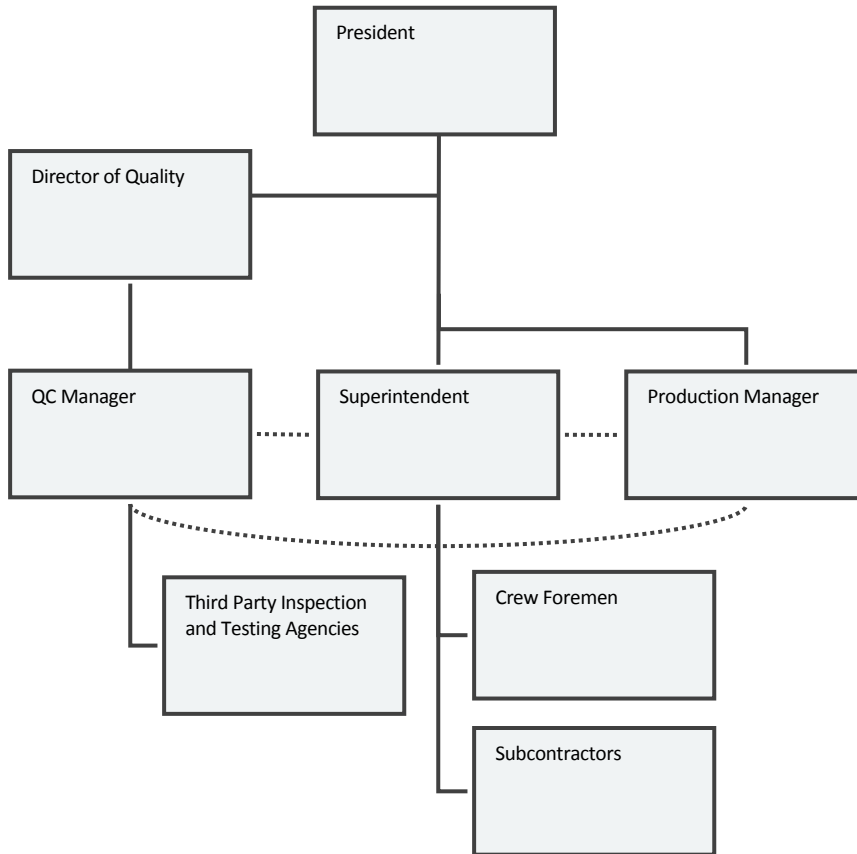 President
Director of Quality
QC Manager
Superintendent
Production Manager
Third Party Inspection
and Testing Agencies
Crew Foremen
Subcontractors